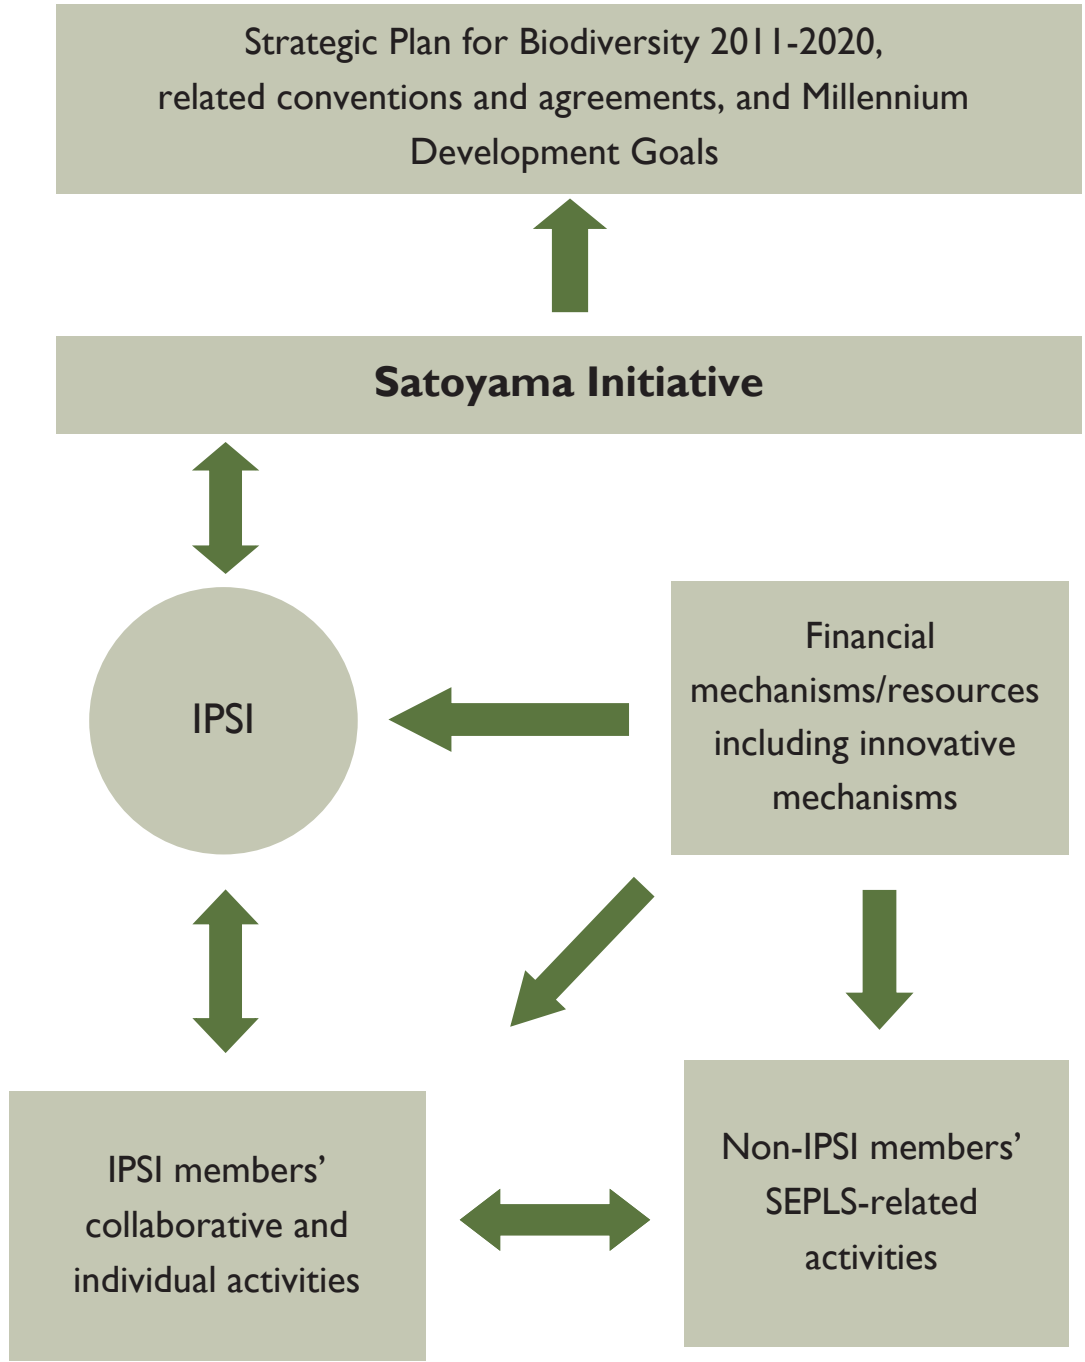 Strategic Plan for Biodiversity 2011-2020,
related conventions and agreements, and Millennium
Development Goals
Satoyama Initiative
IPSI
Financial
mechanisms/resources
including innovative
mechanisms
IPSI members’
collaborative and
individual activities
Non-IPSI members’
SEPLS-related
activities